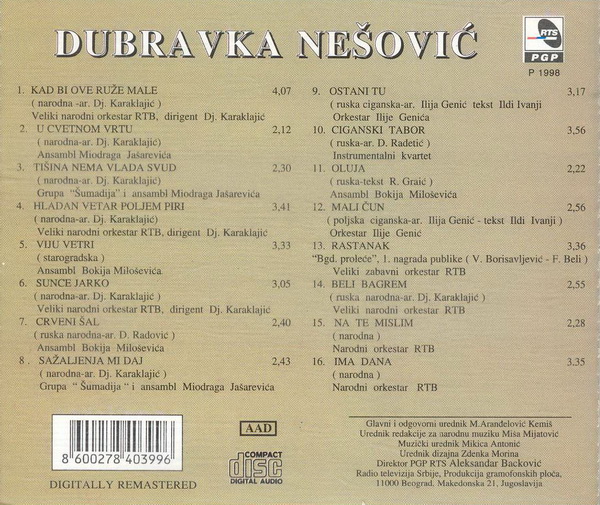 DUBRAVKA NEŠOVIĆ
RTS
PGP
P 1998
1. KAD BI OVE RUŽE MALE 4,07
( narodna -ar. Dj. Karaklajić )
Veliki narodni orkestar RTB, dirigent Dj. Karaklajić
2. U CVETNOM VRTU 2,12
( narodna-ar. Dj. Karaklajić )
Ansambl Miodraga Jašarevića
3. TIŠINA NEMA VLADA SVUD 2,30
( narodna-ar. Dj. Karaklajić )
Grupa "Šumadija" i ansambl Miodraga Jašarevića
4. HLADAN VETAR POLJEM PIRI 3,41
( narodna-ar. Dj. Karaklajić )
Veliki narodni orkestar RTB, dirigent Dj. Karaklajić
5. VIJU VETRI 3,33
( starogradska )
Ansambl Bokija Miloševića.
6. SUNCE JARKO 3,05
( narodna-ar. Dj. Karaklajić )
Veliki narodni orkestar RTB, dirigent Dj. Karaklajić
7. CRVENI ŠAL 2,40
( ruska narodna-ar. D. Radović )
Ansambl Bokija Miloševića
8 . SAŽALJENJA MI DAJ 2,43
( narodna-ar. Dj. Karaklajić )
Grupa " Šumadija " i ansambl Miodraga Jašarevića
9. OSTANI TU 3,17
( ruska ciganska-ar. Ilija Genić tekst Ildi Ivanji
Orkestar Ilije Genića
10. CIGANSKI TABOR 3,56
( ruska-ar. D. Radetić )
Instrumentalni kvartet
11. OLUJA 2,22
( ruska-tekst R. Graić )
Ansambl Bokija Miloševića
12. MALI ČUN 2,56
( poljska ciganska-ar. Ilija Genić - tekst Ildi Ivanji )
Orkestar Ilije Genić
13. RASTANAK 3,36
"Bgd. proleće", 1. nagrada publike ( V. Borisavljević - F. Beli )
Veliki zabavni orkestar RTB
14. BELI BAGREM 2,55
( ruska narodna-ar. Dj. Karaklajić )
Veliki narodni orkestar RTB
15. NA TE MISLIM 2,28
( narodna )
Narodni orkestar RTB
16. IMA DANA 3.35
( narodna )
Narodni orkestar RTB
8 600278 403996
DIGITALLY REMASTERED
AAD
COMPACT
disc
DIGITAL AUDIO
Glavni i odgovorni urednik M.Aranđelović Kemiš
Urednik redakcije za narodnu muziku Miša Mijatović
Muzički urednik Mikica Antonić
Urednik dizajna Zdenka Morina
Direktor PGP RTS Aleksandar Backović
Radio televizija Srbije, Produkcija gramofonskih ploča,
11000 Beograd, Makedonska 21, Jugoslavija